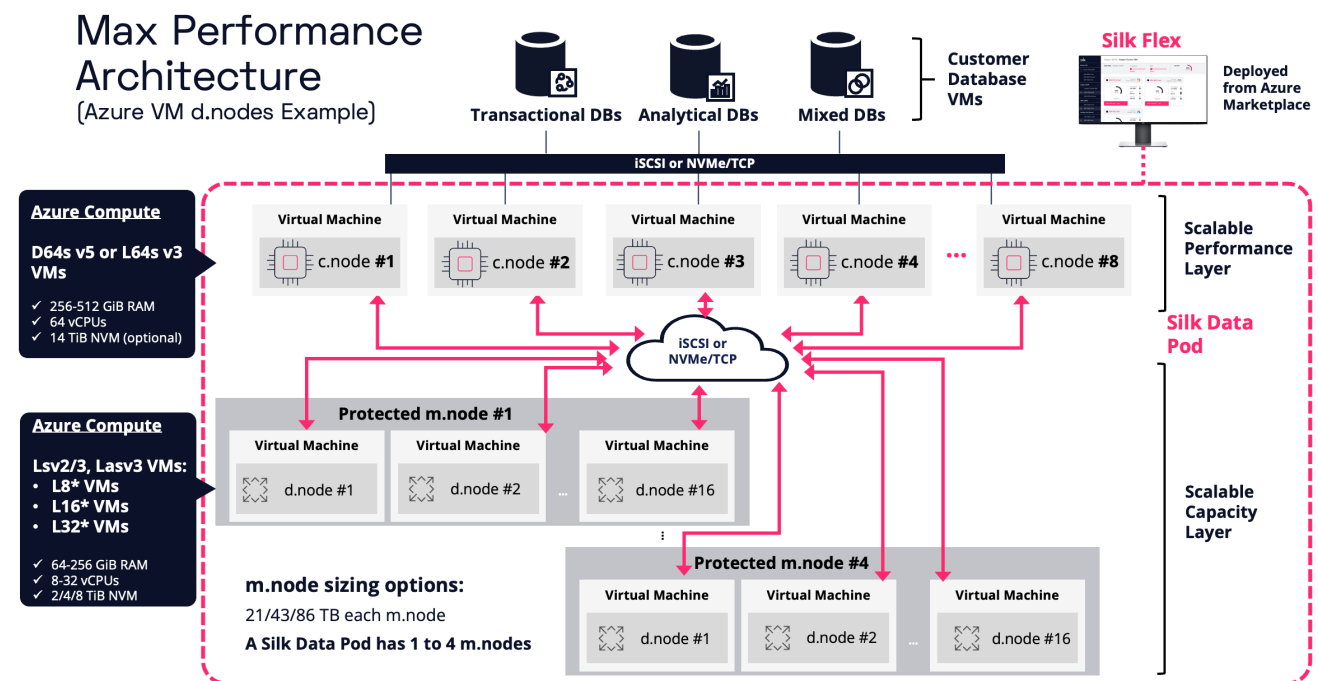 Max Performance
Architecture
(Azure VM d.nodes Example)
Transactional DBs
Analytical DBs
Mixed DBs
Customer
Database
VMs
Silk Flex
Deployed
from Azure
Marketplace
iSCSI or NVMe/TCP
Azure Compute
D64s v5 or L64s v3
VMs
✓ 256-512 GiB RAM
✓ 64 vCPUs
✓ 14 TiB NVM (optional)
Virtual Machine
c.node #1
Virtual Machine
c.node #2
Virtual Machine
c.node #3
Virtual Machine
c.node #4
...
Virtual Machine
c.node #8
Scalable
Performance
Layer
Silk Data
Pod
iSCSI or
NVMe/TCP
Azure Compute
Lsv2/3, Lasv3 VMs:
• L8* VMs
• L16* VMs
• L32* VMs
✓ 64-256 GiB RAM
✓ 8-32 vCPUs
✓ 2/4/8 TiB NVM
Protected m.node #1
Virtual Machine
d.node #1
Virtual Machine
d.node #2
...
Virtual Machine
d.node #16
...
Scalable
Capacity
Layer
Protected m.node #4
Virtual Machine
d.node #1
Virtual Machine
d.node #2
...
Virtual Machine
d.node #16
m.node sizing options:
21/43/86 TB each m.node
A Silk Data Pod has 1 to 4 m.nodes